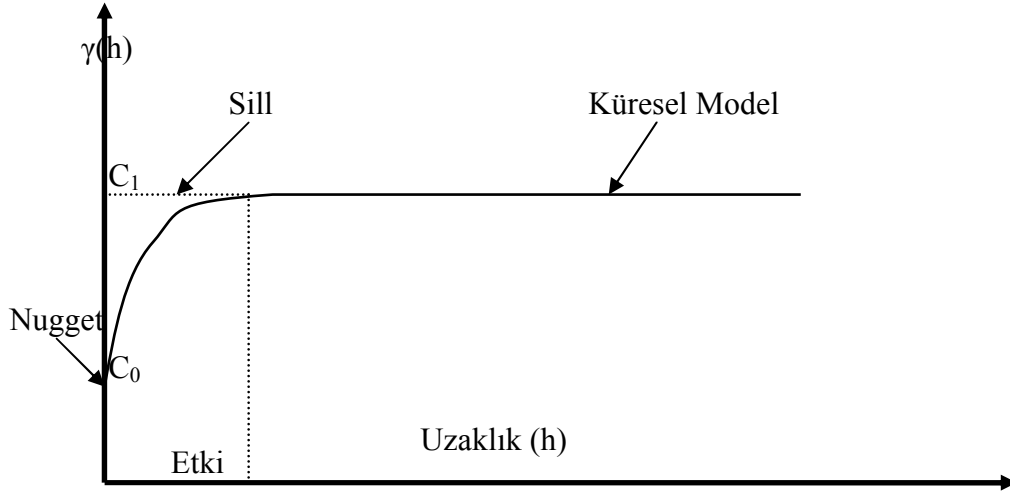 γ(h)
Sill
Küresel Model
C₁
Nugget
C₀
Uzaklık (h)
Etki